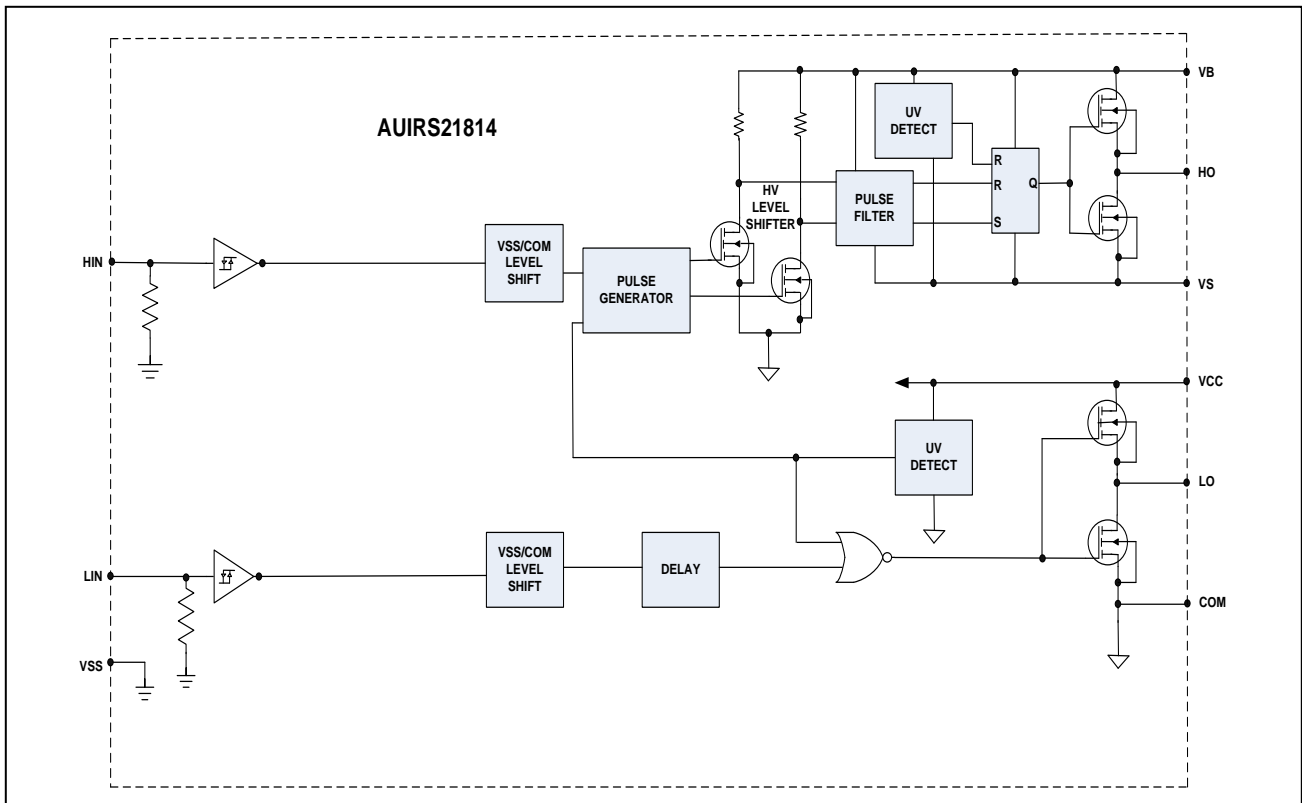 AUIRS21814
VB
UV
DETECT
R
R
S
Q
HO
HV
LEVEL
SHIFTER
PULSE
FILTER
VSS/COM
LEVEL
SHIFT
HIN
PULSE
GENERATOR
VS
VCC
UV
DETECT
LO
VSS/COM
LEVEL
SHIFT
DELAY
LIN
COM
VSS